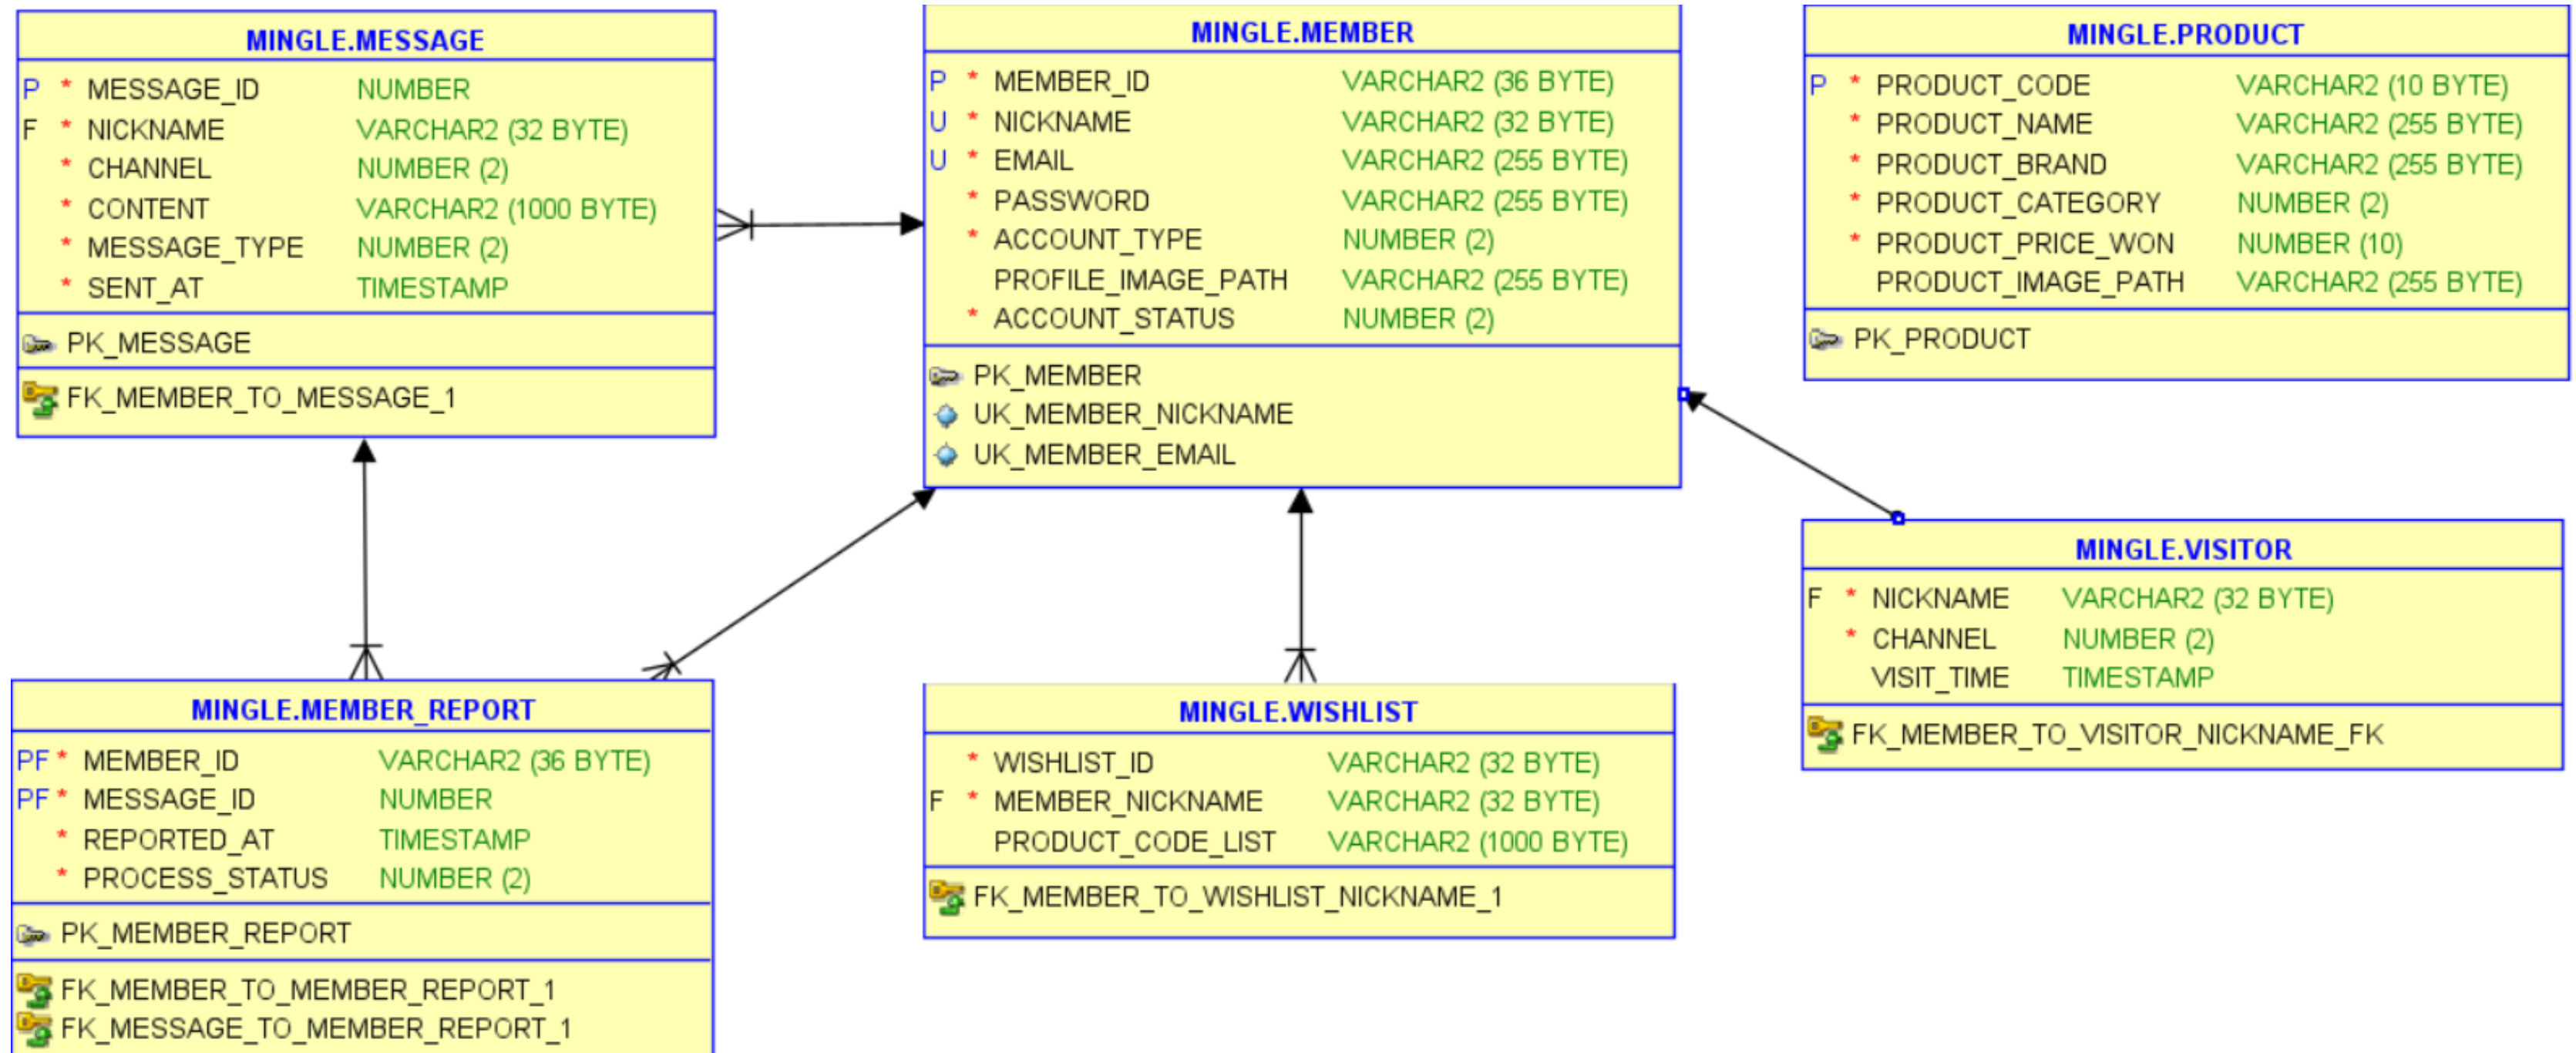 MINGLE.MESSAGE
P * MESSAGE_ID NUMBER
F * NICKNAME VARCHAR2 (32 BYTE)
* CHANNEL NUMBER (2)
* CONTENT VARCHAR2 (1000 BYTE)
* MESSAGE_TYPE NUMBER (2)
* SENT_AT TIMESTAMP
PK_MESSAGE
FK_MEMBER_TO_MESSAGE_1
MINGLE.MEMBER
P * MEMBER_ID VARCHAR2 (36 BYTE)
U * NICKNAME VARCHAR2 (32 BYTE)
U * EMAIL VARCHAR2 (255 BYTE)
* PASSWORD VARCHAR2 (255 BYTE)
* ACCOUNT_TYPE NUMBER (2)
PROFILE_IMAGE_PATH VARCHAR2 (255 BYTE)
* ACCOUNT_STATUS NUMBER (2)
PK_MEMBER
UK_MEMBER_NICKNAME
UK_MEMBER_EMAIL
MINGLE.PRODUCT
P * PRODUCT_CODE VARCHAR2 (10 BYTE)
* PRODUCT_NAME VARCHAR2 (255 BYTE)
* PRODUCT_BRAND VARCHAR2 (255 BYTE)
* PRODUCT_CATEGORY NUMBER (2)
* PRODUCT_PRICE_WON NUMBER (10)
PRODUCT_IMAGE_PATH VARCHAR2 (255 BYTE)
PK_PRODUCT
MINGLE.MEMBER_REPORT
PF * MEMBER_ID VARCHAR2 (36 BYTE)
PF * MESSAGE_ID NUMBER
* REPORTED_AT TIMESTAMP
* PROCESS_STATUS NUMBER (2)
PK_MEMBER_REPORT
FK_MEMBER_TO_MEMBER_REPORT_1
FK_MESSAGE_TO_MEMBER_REPORT_1
MINGLE.WISHLIST
* WISHLIST_ID VARCHAR2 (32 BYTE)
F * MEMBER_NICKNAME VARCHAR2 (32 BYTE)
PRODUCT_CODE_LIST VARCHAR2 (1000 BYTE)
FK_MEMBER_TO_WISHLIST_NICKNAME_1
MINGLE.VISITOR
F * NICKNAME VARCHAR2 (32 BYTE)
* CHANNEL NUMBER (2)
VISIT_TIME TIMESTAMP
FK_MEMBER_TO_VISITOR_NICKNAME_FK